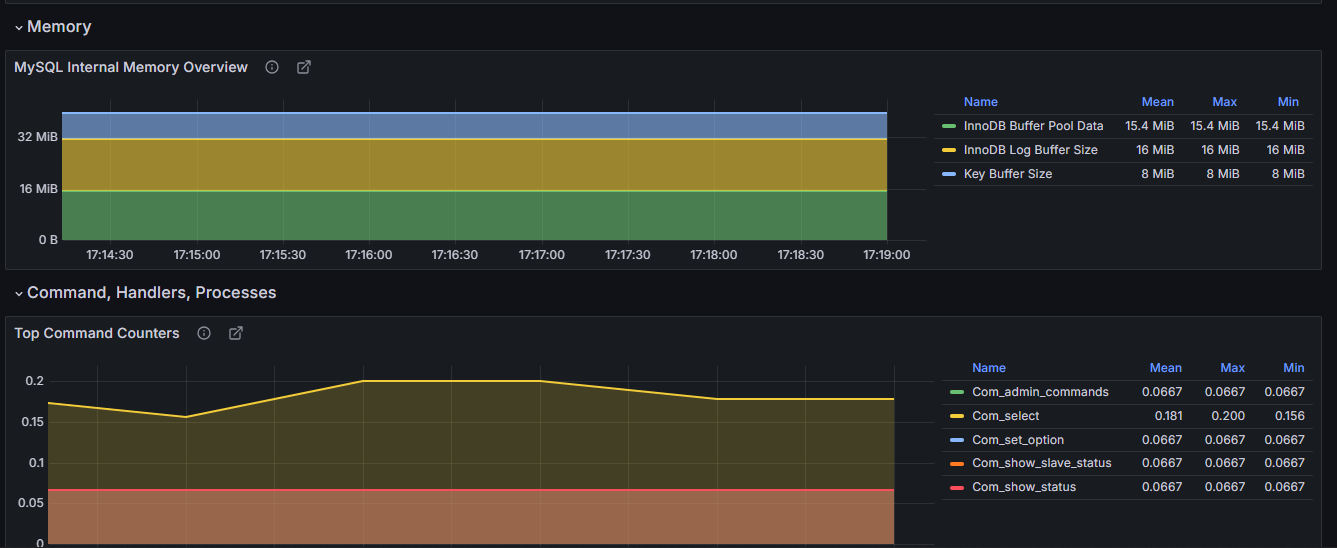 Memory
MySQL Internal Memory Overview
Name Mean Max Min
32 MiB
InnoDB Buffer Pool Data 15.4 MiB 15.4 MiB 15.4 MiB
InnoDB Log Buffer Size 16 MiB 16 MiB 16 MiB
16 MiB
Key Buffer Size 8 MiB 8 MiB 8 MiB
0 B
17:14:30 17:15:00 17:15:30 17:16:00 17:16:30 17:17:00 17:17:30 17:18:00 17:18:30 17:19:00
Command, Handlers, Processes
Top Command Counters
Name Mean Max Min
0.2
Com_admin_commands 0.0667 0.0667 0.0667
0.15
Com_select 0.181 0.200 0.156
Com_set_option 0.0667 0.0667 0.0667
0.1
Com_show_slave_status 0.0667 0.0667 0.0667
Com_show_status 0.0667 0.0667 0.0667
0.05
0